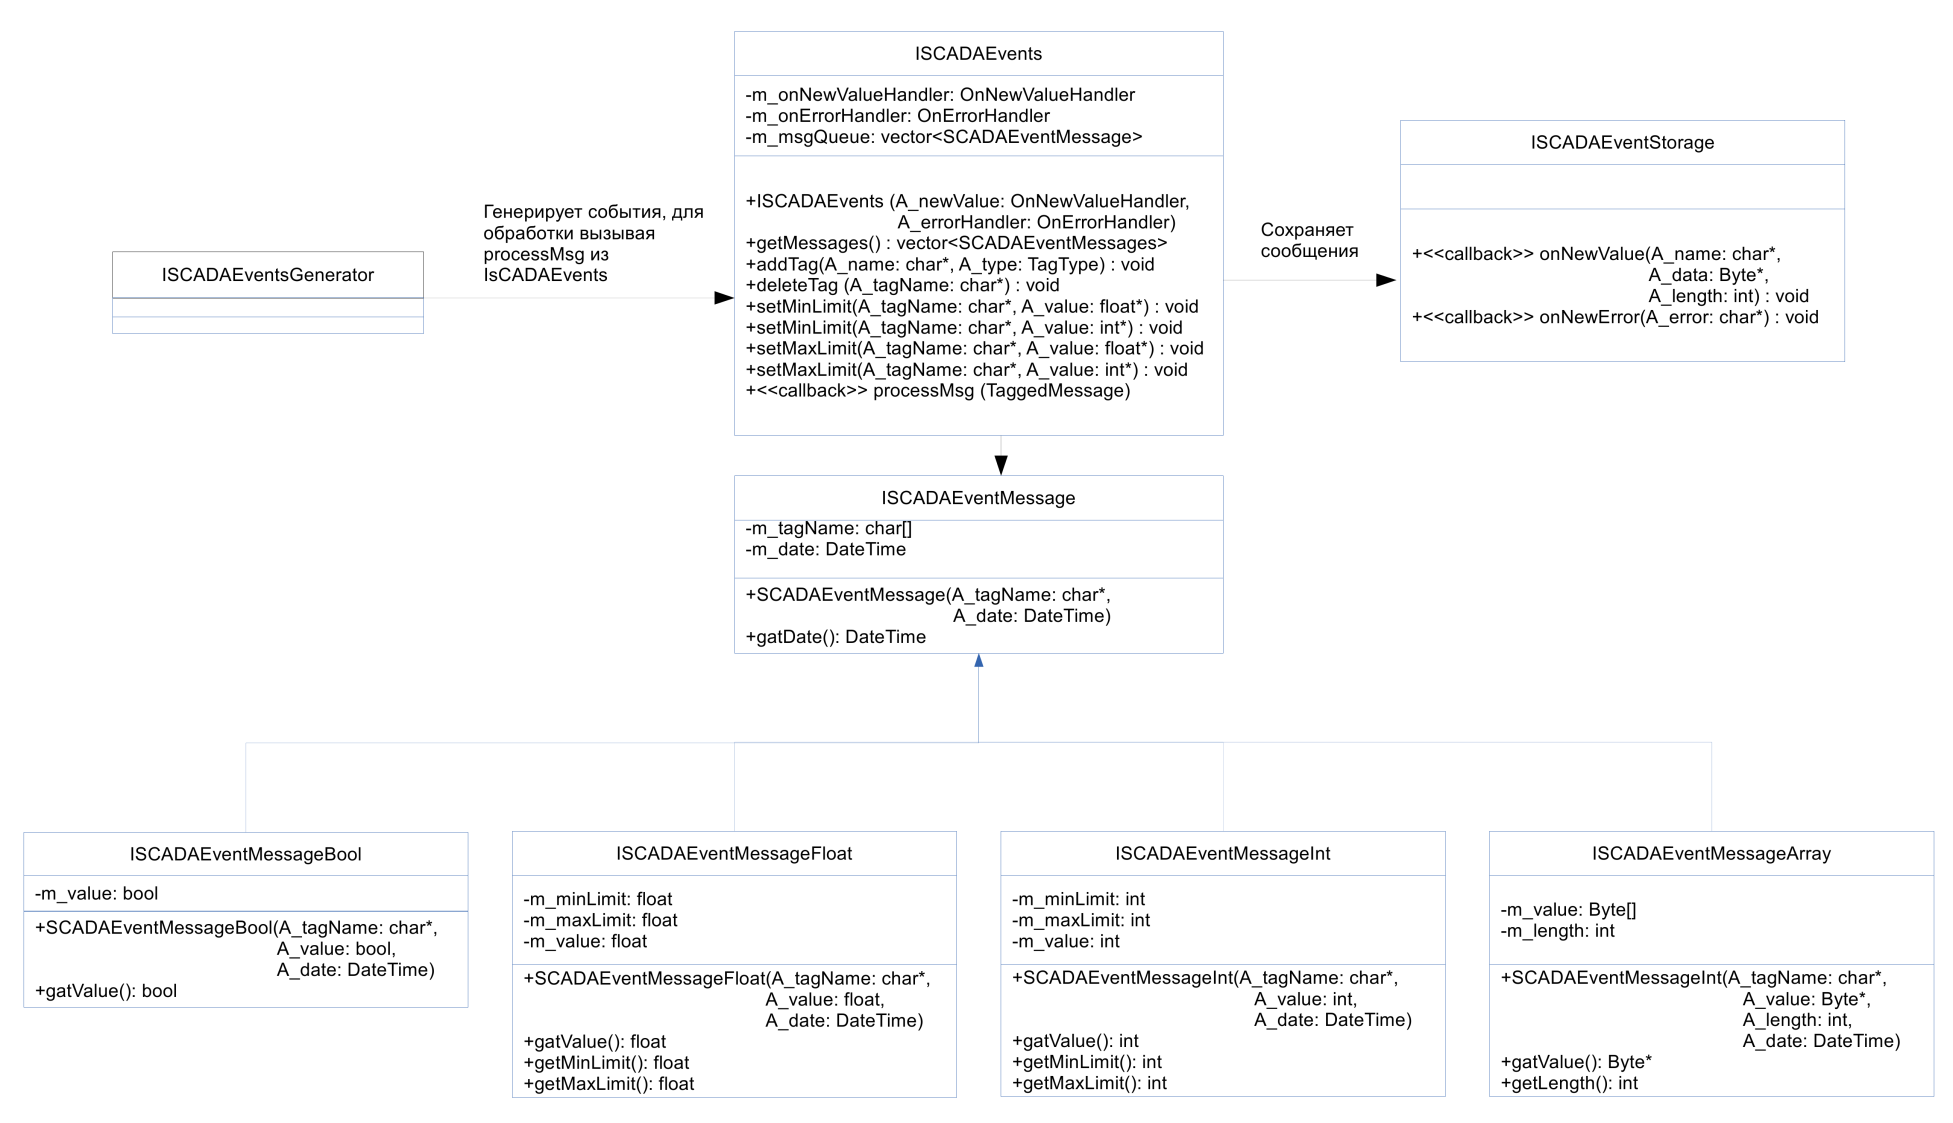 ISCADAEvents
-m_onNewValueHandler: OnNewValueHandler
-m_onErrorHandler: OnErrorHandler
-m_msgQueue: vector<SCADAEventMessage>
+ISCADAEvents (A_newValue: OnNewValueHandler,
A_errorHandler: OnErrorHandler)
+getMessages() : vector<SCADAEventMessages>
+addTag(A_name: char*, A_type: TagType) : void
+deleteTag (A_tagName: char*) : void
+setMinLimit(A_tagName: char*, A_value: float*) : void
+setMinLimit(A_tagName: char*, A_value: int*) : void
+setMaxLimit(A_tagName: char*, A_value: float*) : void
+setMaxLimit(A_tagName: char*, A_value: int*) : void
+<<callback>> processMsg (TaggedMessage)
ISCADAEventsGenerator
Генерирует события, для
обработки вызывая
processMsg из
IsCADAEvents
Сохраняет
сообщения
ISCADAEventStorage
+<<callback>> onNewValue(A_name: char*,
A_data: Byte*,
A_length: int) : void
+<<callback>> onNewError(A_error: char*) : void
ISCADAEventMessage
-m_tagName: char[]
-m_date: DateTime
+SCADAEventMessage(A_tagName: char*,
A_date: DateTime)
+gatDate(): DateTime
ISCADAEventMessageBool
-m_value: bool
+SCADAEventMessageBool(A_tagName: char*,
A_value: bool,
A_date: DateTime)
+gatValue(): bool
ISCADAEventMessageFloat
-m_minLimit: float
-m_maxLimit: float
-m_value: float
+SCADAEventMessageFloat(A_tagName: char*,
A_value: float,
A_date: DateTime)
+gatValue(): float
+getMinLimit(): float
+getMaxLimit(): float
ISCADAEventMessageInt
-m_minLimit: int
-m_maxLimit: int
-m_value: int
+SCADAEventMessageInt(A_tagName: char*,
A_value: int,
A_date: DateTime)
+gatValue(): int
+getMinLimit(): int
+getMaxLimit(): int
ISCADAEventMessageArray
-m_value: Byte[]
-m_length: int
+SCADAEventMessageInt(A_tagName: char*,
A_value: Byte*,
A_length: int,
A_date: DateTime)
+gatValue(): Byte*
+getLength(): int